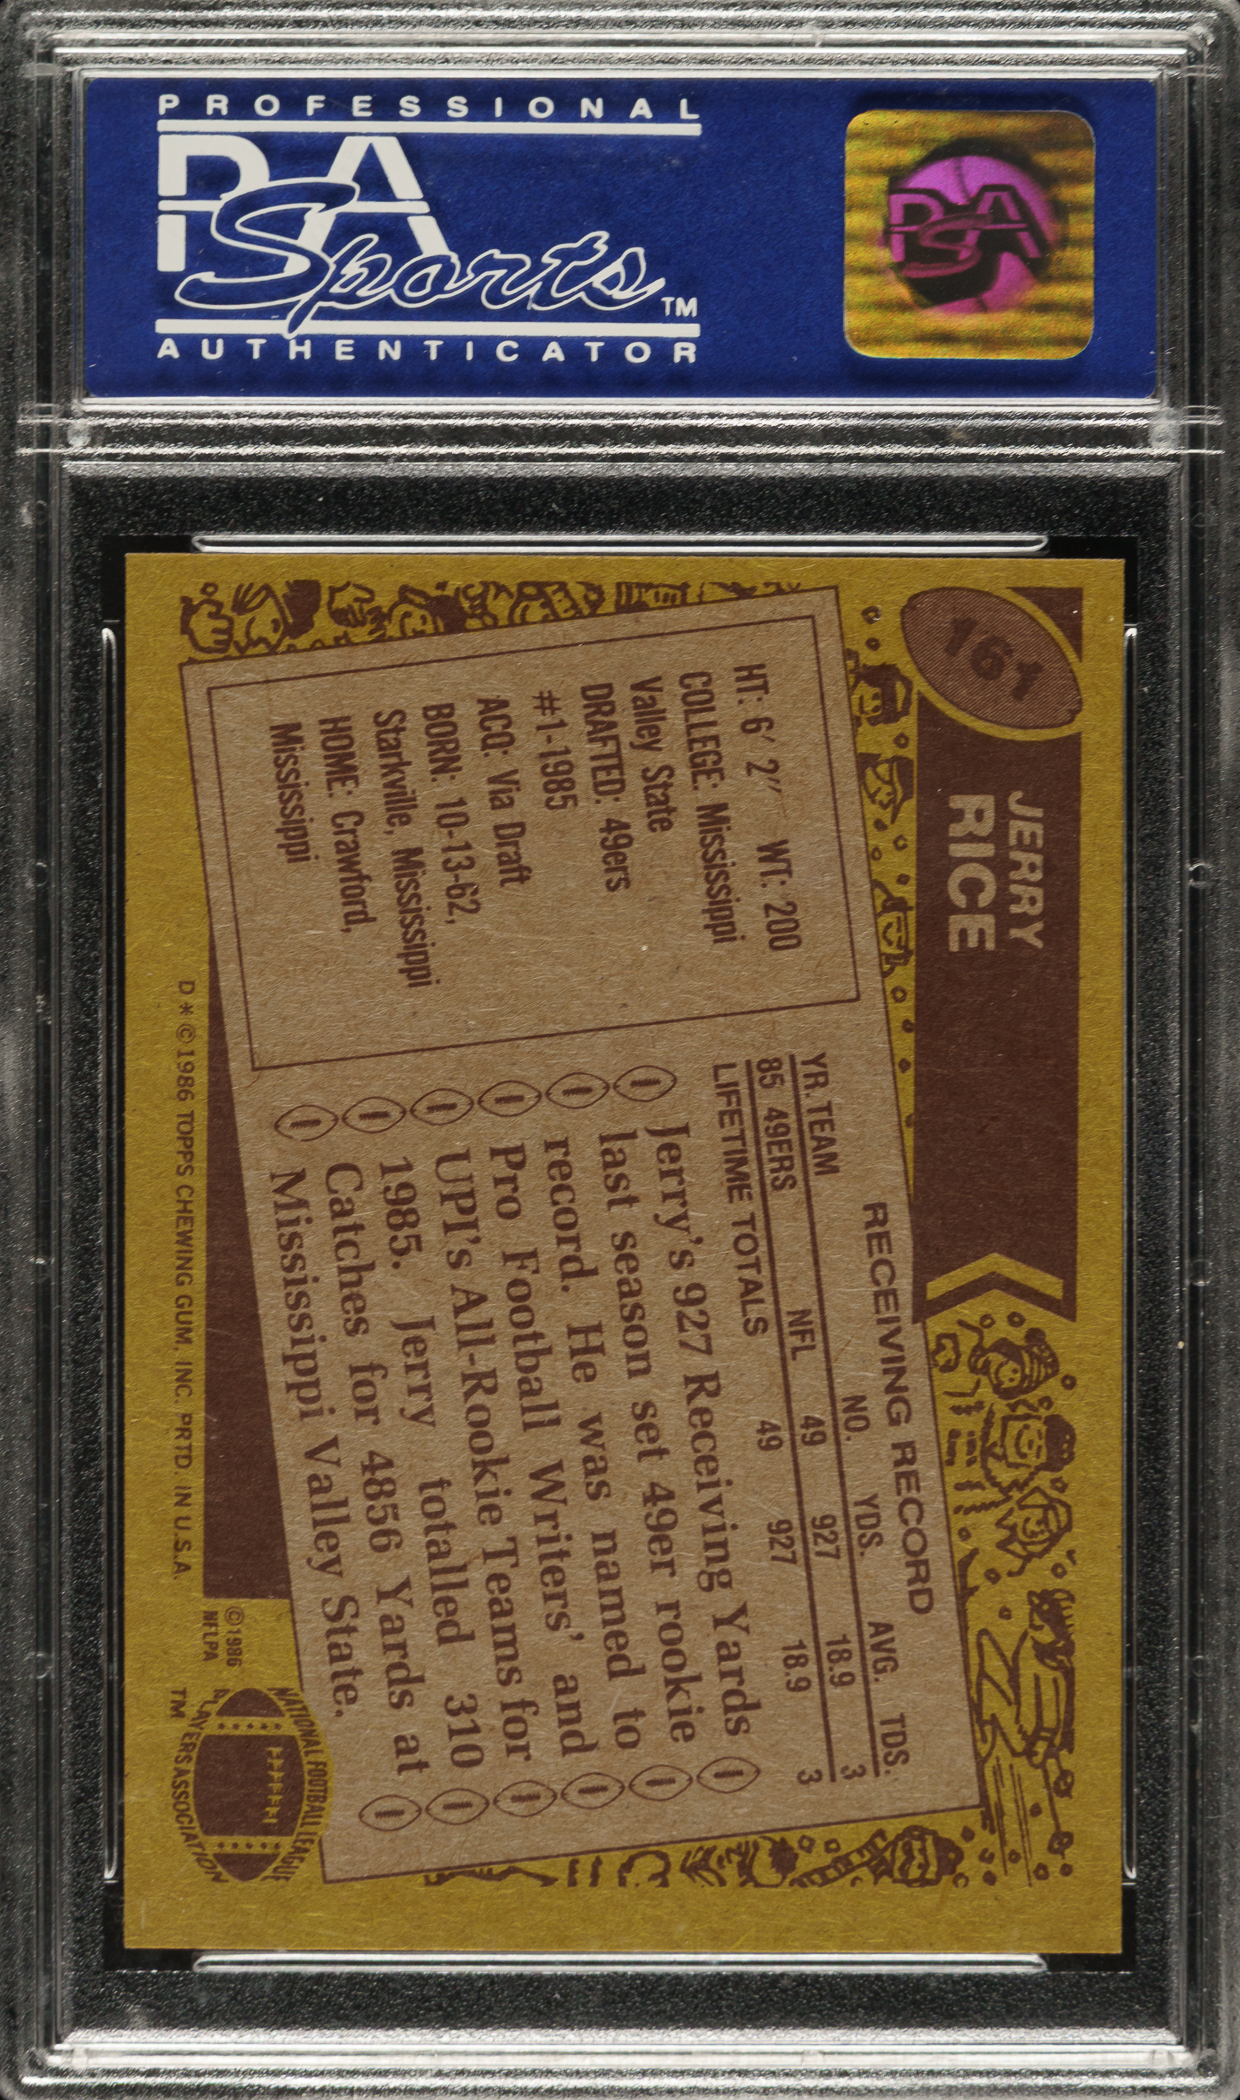 PROFESSIONAL
PSA
Sports™
AUTHENTICATOR
PSA
161
JERRY
RICE
HT: 6' 2" WT: 200
COLLEGE: Mississippi
Valley State
DRAFTED: 49ers
#1-1985
ACQ: Via Draft
BORN: 10-13-62,
Starkville, Mississippi
HOME: Crawford,
Mississippi
RECEIVING RECORD
YR. TEAM NFL NO. YDS. AVG. TDS.
85 49ERS 49 927 18.9 3
LIFETIME TOTALS 49 927 18.9 3
Jerry's 927 Receiving Yards
last season set 49er rookie
record. He was named to
Pro Football Writers' and
UPI's All-Rookie Teams for
1985. Jerry totalled 310
Catches for 4856 Yards at
Mississippi Valley State.
D*©1986 TOPPS CHEWING GUM, INC. PRTD. IN U.S.A.
©1986
NFLPA
NATIONAL FOOTBALL LEAGUE
PLAYERS ASSOCIATION
TM